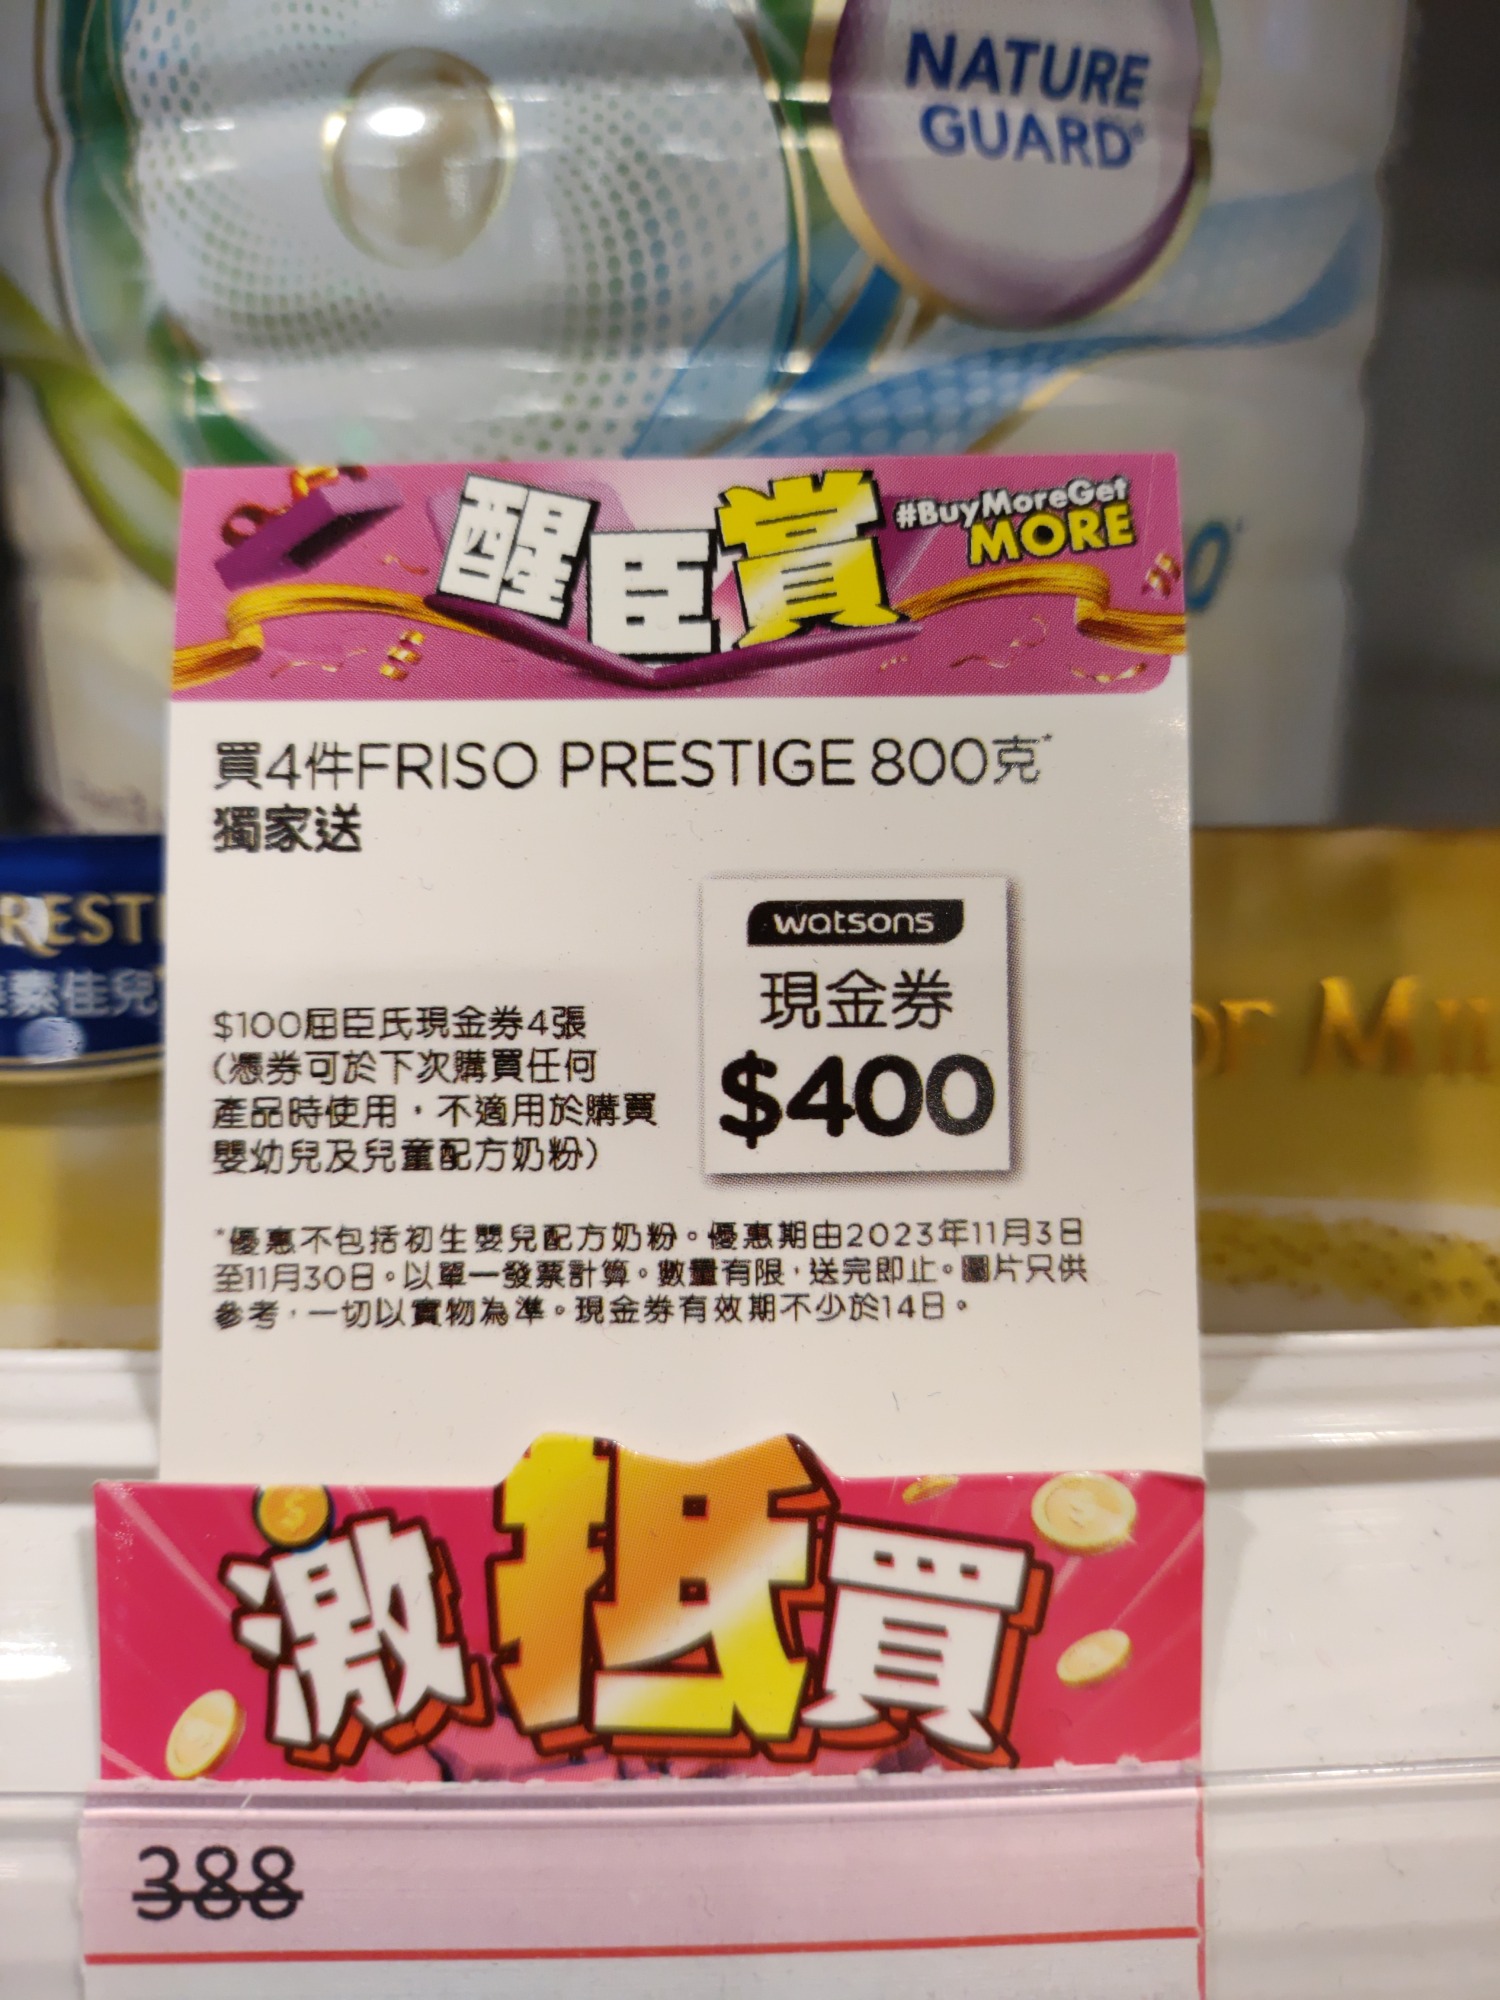 NATURE
GUARD®
醒臣賞
#BuyMoreGet
MORE
買4件FRISO PRESTIGE 800克*
獨家送
watsons
現金券
$400
$100屈臣氏現金券4張
(憑券可於下次購買任何
產品時使用，不適用於購買
嬰幼兒及兒童配方奶粉)
*優惠不包括初生嬰兒配方奶粉。優惠期由2023年11月3日
至11月30日。以單一發票計算。數量有限，送完即止。圖片只供
參考，一切以實物為準。現金券有效期不少於14日。
RESTI
素佳兒
激抵買
388